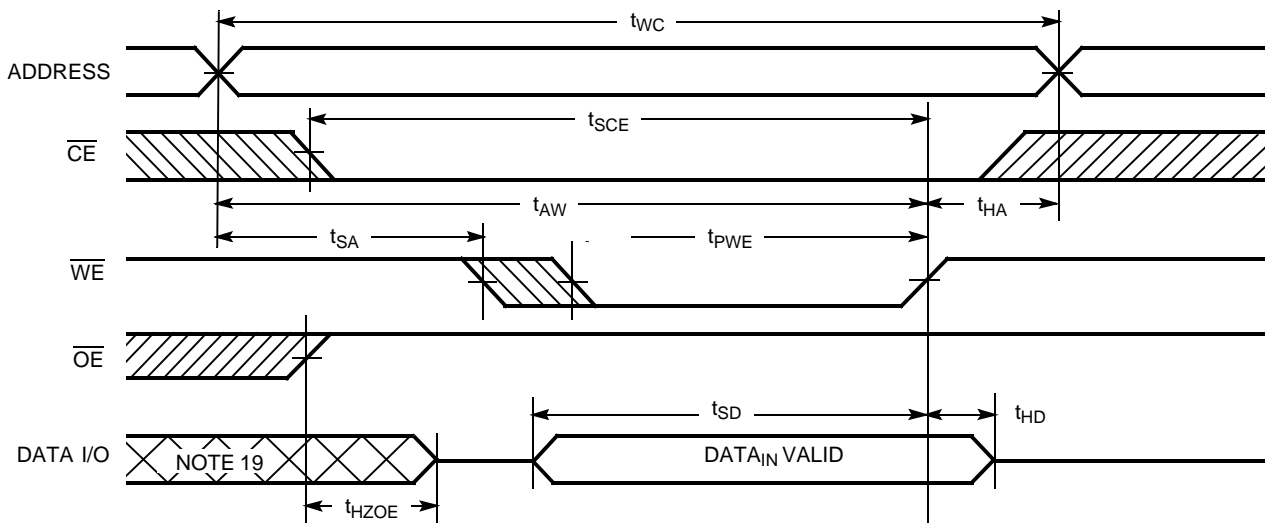 tWC
ADDRESS
tSCE
CE
tAW
tHA
tSA
tPWE
WE
OE
tSD
tHD
DATA I/O
NOTE 19
DATAIN VALID
tHZOE